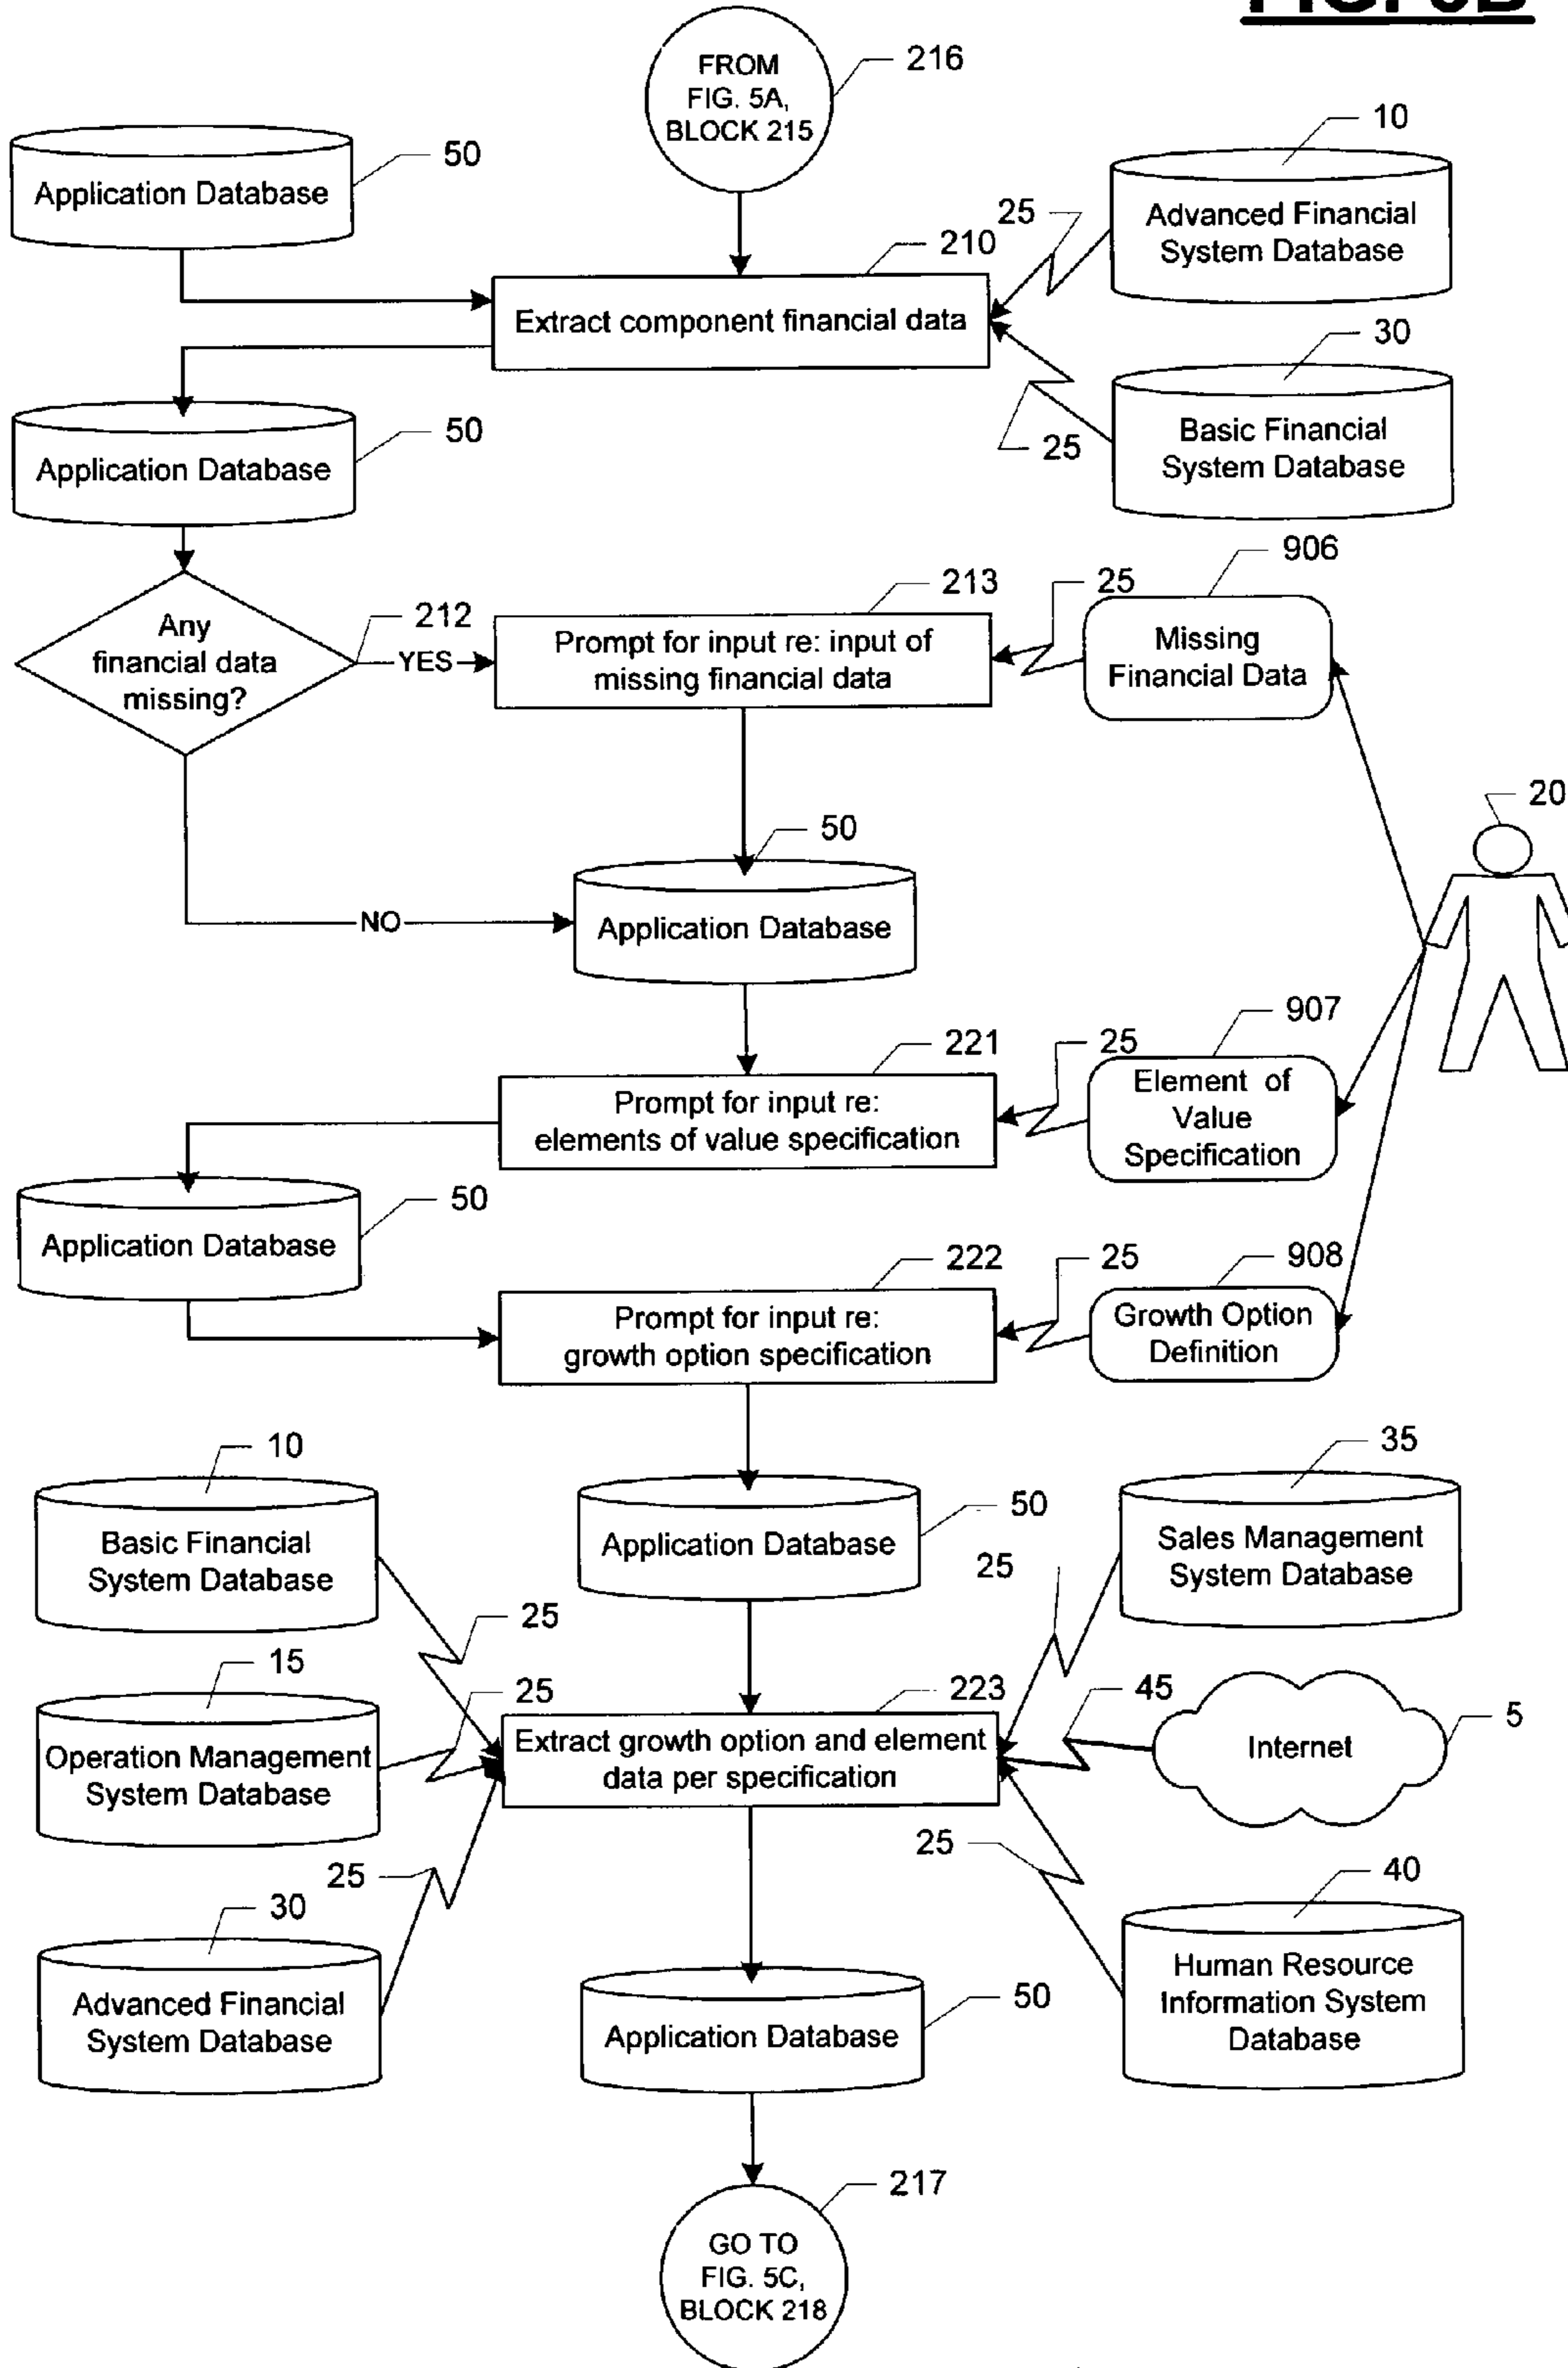 FROM
FIG. 5A,
BLOCK 215
216
50
Application Database
10
Advanced Financial
System Database
25
210
Extract component financial data
30
Basic Financial
System Database
25
50
Application Database
906
213
25
212
Any
financial data
missing?
YES
Prompt for input re: input of
missing financial data
Missing
Financial Data
20
50
NO
Application Database
907
221
25
Prompt for input re:
elements of value specification
Element of
Value
Specification
50
Application Database
222
25
908
Prompt for input re:
growth option specification
Growth Option
Definition
10
Basic Financial
System Database
50
Application Database
35
Sales Management
System Database
25
25
15
Operation Management
System Database
25
223
Extract growth option and element
data per specification
45
Internet
5
25
30
Advanced Financial
System Database
25
40
Human Resource
Information System
Database
50
Application Database
217
GO TO
FIG. 5C,
BLOCK 218